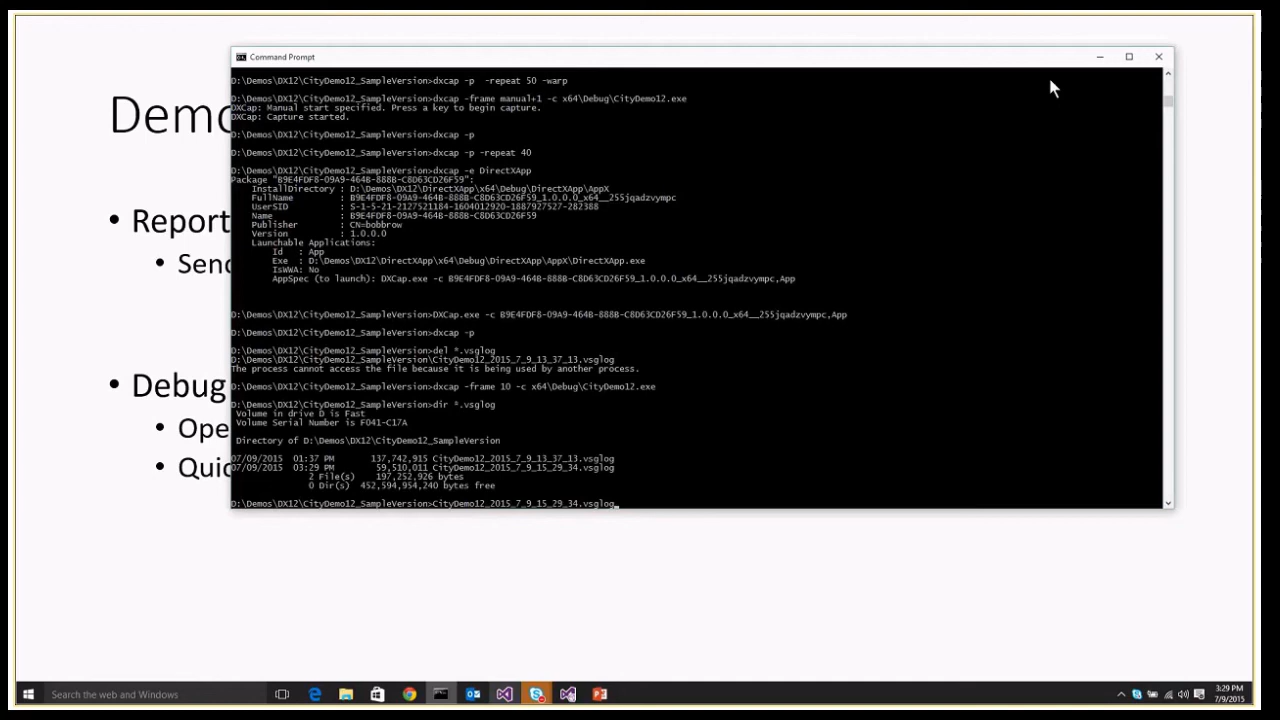 Demo
• Report
• Send
• Debug
• Ope
• Quic
Command Prompt
D:\Demos\DX12\CityDemo12_SampleVersion>dxcap -p  -repeat 50 -warp
D:\Demos\DX12\CityDemo12_SampleVersion>dxcap -frame manual+1 -c x64\Debug\CityDemo12.exe
DXCap: Manual start specified. Press a key to begin capture.
DXCap: Capture started.
D:\Demos\DX12\CityDemo12_SampleVersion>dxcap -p
D:\Demos\DX12\CityDemo12_SampleVersion>dxcap -p -repeat 40
D:\Demos\DX12\CityDemo12_SampleVersion>dxcap -e DirectXApp
Package "B9E4FDF8-09A9-464B-888B-C8D63CD26F59":
InstallDirectory : D:\Demos\DX12\DirectXApp\x64\Debug\DirectXApp\AppX
FullName : B9E4FDF8-09A9-464B-888B-C8D63CD26F59_1.0.0.0_x64__255jqadzvympc
UserSID : S-1-5-21-2127521184-1604012920-1887927527-282388
Name : B9E4FDF8-09A9-464B-888B-C8D63CD26F59
Publisher : CN=bobbrow
Version : 1.0.0.0
Launchable Applications:
Id : App
Exe : D:\Demos\DX12\DirectXApp\x64\Debug\DirectXApp\AppX\DirectXApp.exe
IsWWA: No
AppSpec (to launch): DXCap.exe -c B9E4FDF8-09A9-464B-888B-C8D63CD26F59_1.0.0.0_x64__255jqadzvympc,App
D:\Demos\DX12\CityDemo12_SampleVersion>DXCap.exe -c B9E4FDF8-09A9-464B-888B-C8D63CD26F59_1.0.0.0_x64__255jqadzvympc,App
D:\Demos\DX12\CityDemo12_SampleVersion>dxcap -p
D:\Demos\DX12\CityDemo12_SampleVersion>del *.vsglog
D:\Demos\DX12\CityDemo12_SampleVersion\CityDemo12_2015_7_9_13_37_13.vsglog
The process cannot access the file because it is being used by another process.
D:\Demos\DX12\CityDemo12_SampleVersion>dxcap -frame 10 -c x64\Debug\CityDemo12.exe
D:\Demos\DX12\CityDemo12_SampleVersion>dir *.vsglog
Volume in drive D is Fast
Volume Serial Number is F041-C17A
Directory of D:\Demos\DX12\CityDemo12_SampleVersion
07/09/2015  01:37 PM  137,742,915 CityDemo12_2015_7_9_13_37_13.vsglog
07/09/2015  03:29 PM  59,510,011 CityDemo12_2015_7_9_15_29_34.vsglog
2 File(s)  197,252,926 bytes
0 Dir(s)  452,594,954,240 bytes free
D:\Demos\DX12\CityDemo12_SampleVersion>CityDemo12_2015_7_9_15_29_34.vsglog_
Search the web and Windows
3:29 PM
7/9/2015